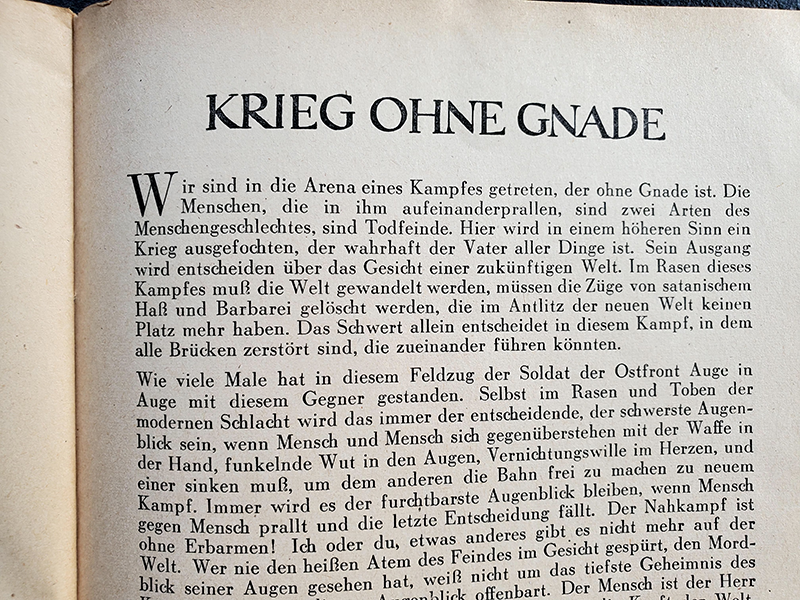 KRIEG OHNE GNADE
Wir sind in die Arena eines Kampfes getreten, der ohne Gnade ist. Die
Menschen, die in ihm aufeinanderprallen, sind zwei Arten des
Menschengeschlechtes, sind Todfeinde. Hier wird in einem höheren Sinn ein
Krieg ausgefochten, der wahrhaft der Vater aller Dinge ist. Sein Ausgang
wird entscheiden über das Gesicht einer zukünftigen Welt. Im Rasen dieses
Kampfes muß die Welt gewandelt werden, müssen die Züge von satanischem
Haß und Barbarei gelöscht werden, die im Antlitz der neuen Welt keinen
Platz mehr haben. Das Schwert allein entscheidet in diesem Kampf, in dem
alle Brücken zerstört sind, die zueinander führen könnten.
Wie viele Male hat in diesem Feldzug der Soldat der Ostfront Auge in
Auge mit diesem Gegner gestanden. Selbst im Rasen und Toben der
modernen Schlacht wird das immer der entscheidende, der schwerste Augen-
blick sein, wenn Mensch und Mensch sich gegenüberstehen mit der Waffe in
der Hand, funkelnde Wut in den Augen, Vernichtungswille im Herzen, und
einer sinken muß, um dem anderen die Bahn frei zu machen zu neuem
Kampf. Immer wird es der furchtbarste Augenblick bleiben, wenn Mensch
gegen Mensch prallt und die letzte Entscheidung fällt. Der Nahkampf ist
ohne Erbarmen! Ich oder du, etwas anderes gibt es nicht mehr auf der
Welt. Wer nie den heißen Atem des Feindes im Gesicht gespürt, den Mord-
blick seiner Augen gesehen hat, weiß nicht um das tiefste Geheimnis des
Augenblick offenbart. Der Mensch ist der Herr